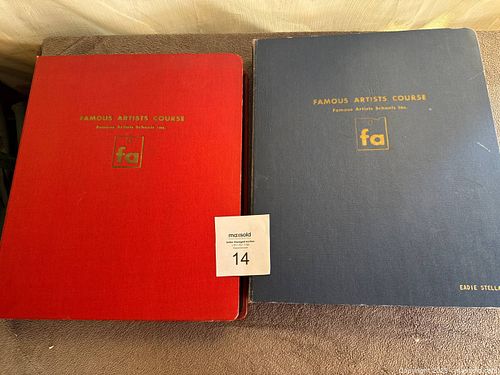 FAMOUS ARTISTS COURSE
Famous Artists Schools Inc.
fa
FAMOUS ARTISTS COURSE
Famous Artists Schools Inc.
fa
EADIE STELLA
maxsold
14